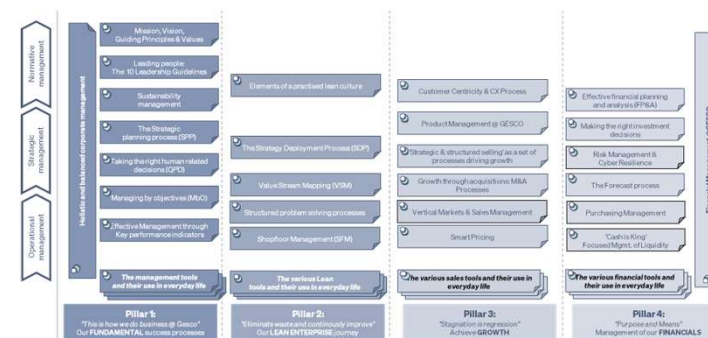 Normative
management
Strategic
management
Operational
management
Holistic and balanced corporate management
Mission, Vision,
Guiding Principles & Values
Leading people:
The 10 Leadership Guidelines
Sustainability
management
The Strategic
planning process (SPP)
Taking the right human related
decisions (QPD)
Managing by objectives (MbO)
Effective Management through
Key performance indicators
The management tools
and their use in everyday life
Pillar 1:
"This is how we do business @ Gesco"
Our FUNDAMENTAL success processes
Elements of a practised lean culture
The Strategy Deployment Process (SDP)
Value Stream Mapping (VSM)
Structured problem solving processes
Shopfloor Management (SFM)
The various Lean
tools and their use in everyday life
Pillar 2:
"Eliminate waste and continously improve"
Our LEAN ENTERPRISE journey
Customer Centricity & CX Process
Product Management @ GESCO
'Strategic & structured selling' as a set of
processes driving growth
Growth through acquisitions: M&A
Processes
Vertical Markets & Sales Management
Smart Pricing
The various sales tools and their use in
everyday life
Pillar 3:
"Stagnation is regression"
Achieve GROWTH
Effective financial planning
and analysis (FP&A)
Making the right investment
decisions
Risk Management &
Cyber Resilience
The Forecast process
Purchasing Management
'Cash is King'
Focused Mgmt. of Liquidity
The various financial tools and
their use in everyday life
Pillar 4:
"Purpose and Means"
Management of our FINANCIALS